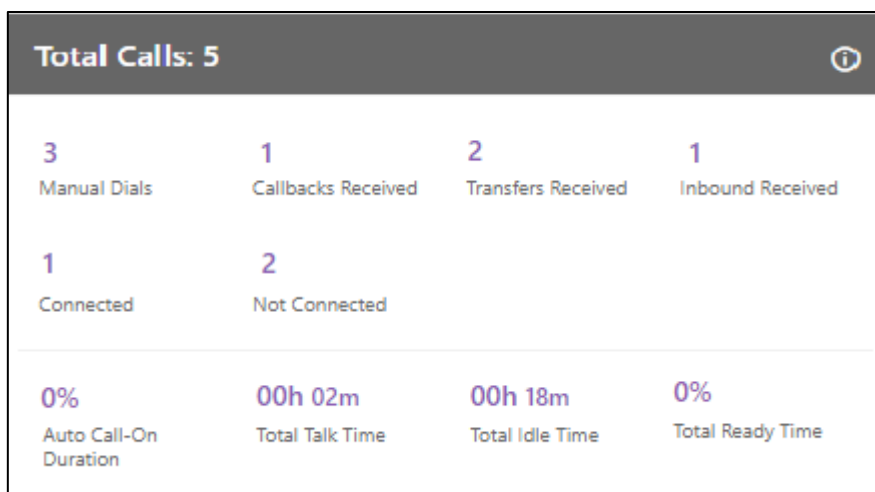 Total Calls: 5
3
Manual Dials
1
Callbacks Received
2
Transfers Received
1
Inbound Received
1
Connected
2
Not Connected
0%
Auto Call-On
Duration
00h 02m
Total Talk Time
00h 18m
Total Idle Time
0%
Total Ready Time